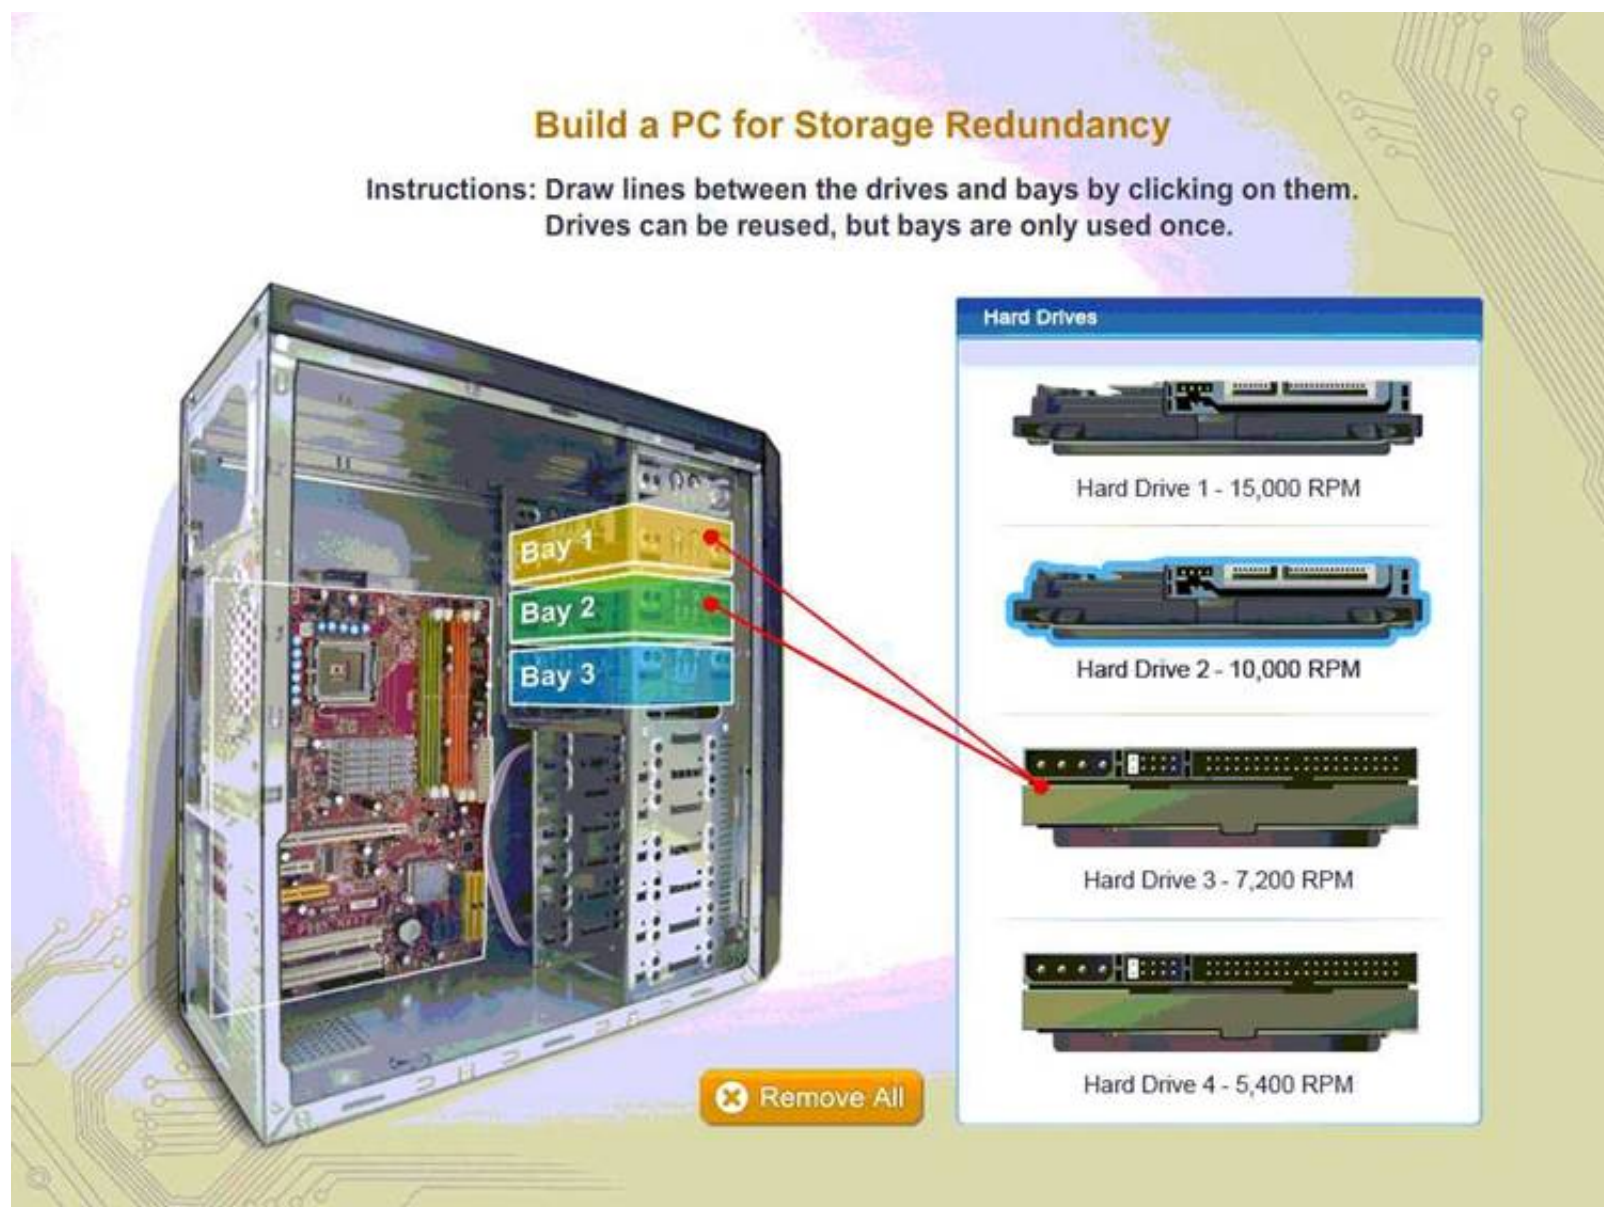 Build a PC for Storage Redundancy
Instructions: Draw lines between the drives and bays by clicking on them.
Drives can be reused, but bays are only used once.
Hard Drives
Hard Drive 1 - 15,000 RPM
Bay 1
Bay 2
Bay 3
Hard Drive 2 - 10,000 RPM
Hard Drive 3 - 7,200 RPM
Hard Drive 4 - 5,400 RPM
Remove All